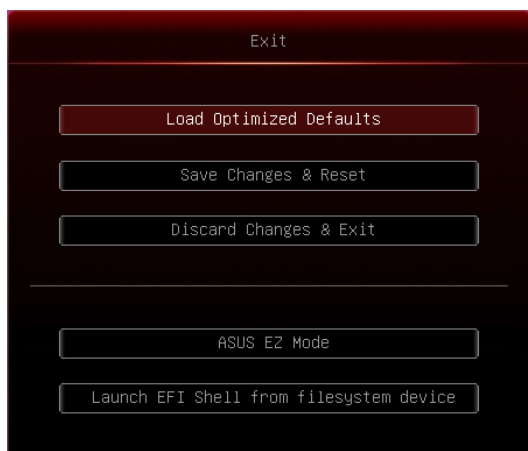 Exit
Load Optimized Defaults
Save Changes & Reset
Discard Changes & Exit
ASUS EZ Mode
Launch EFI Shell from filesystem device